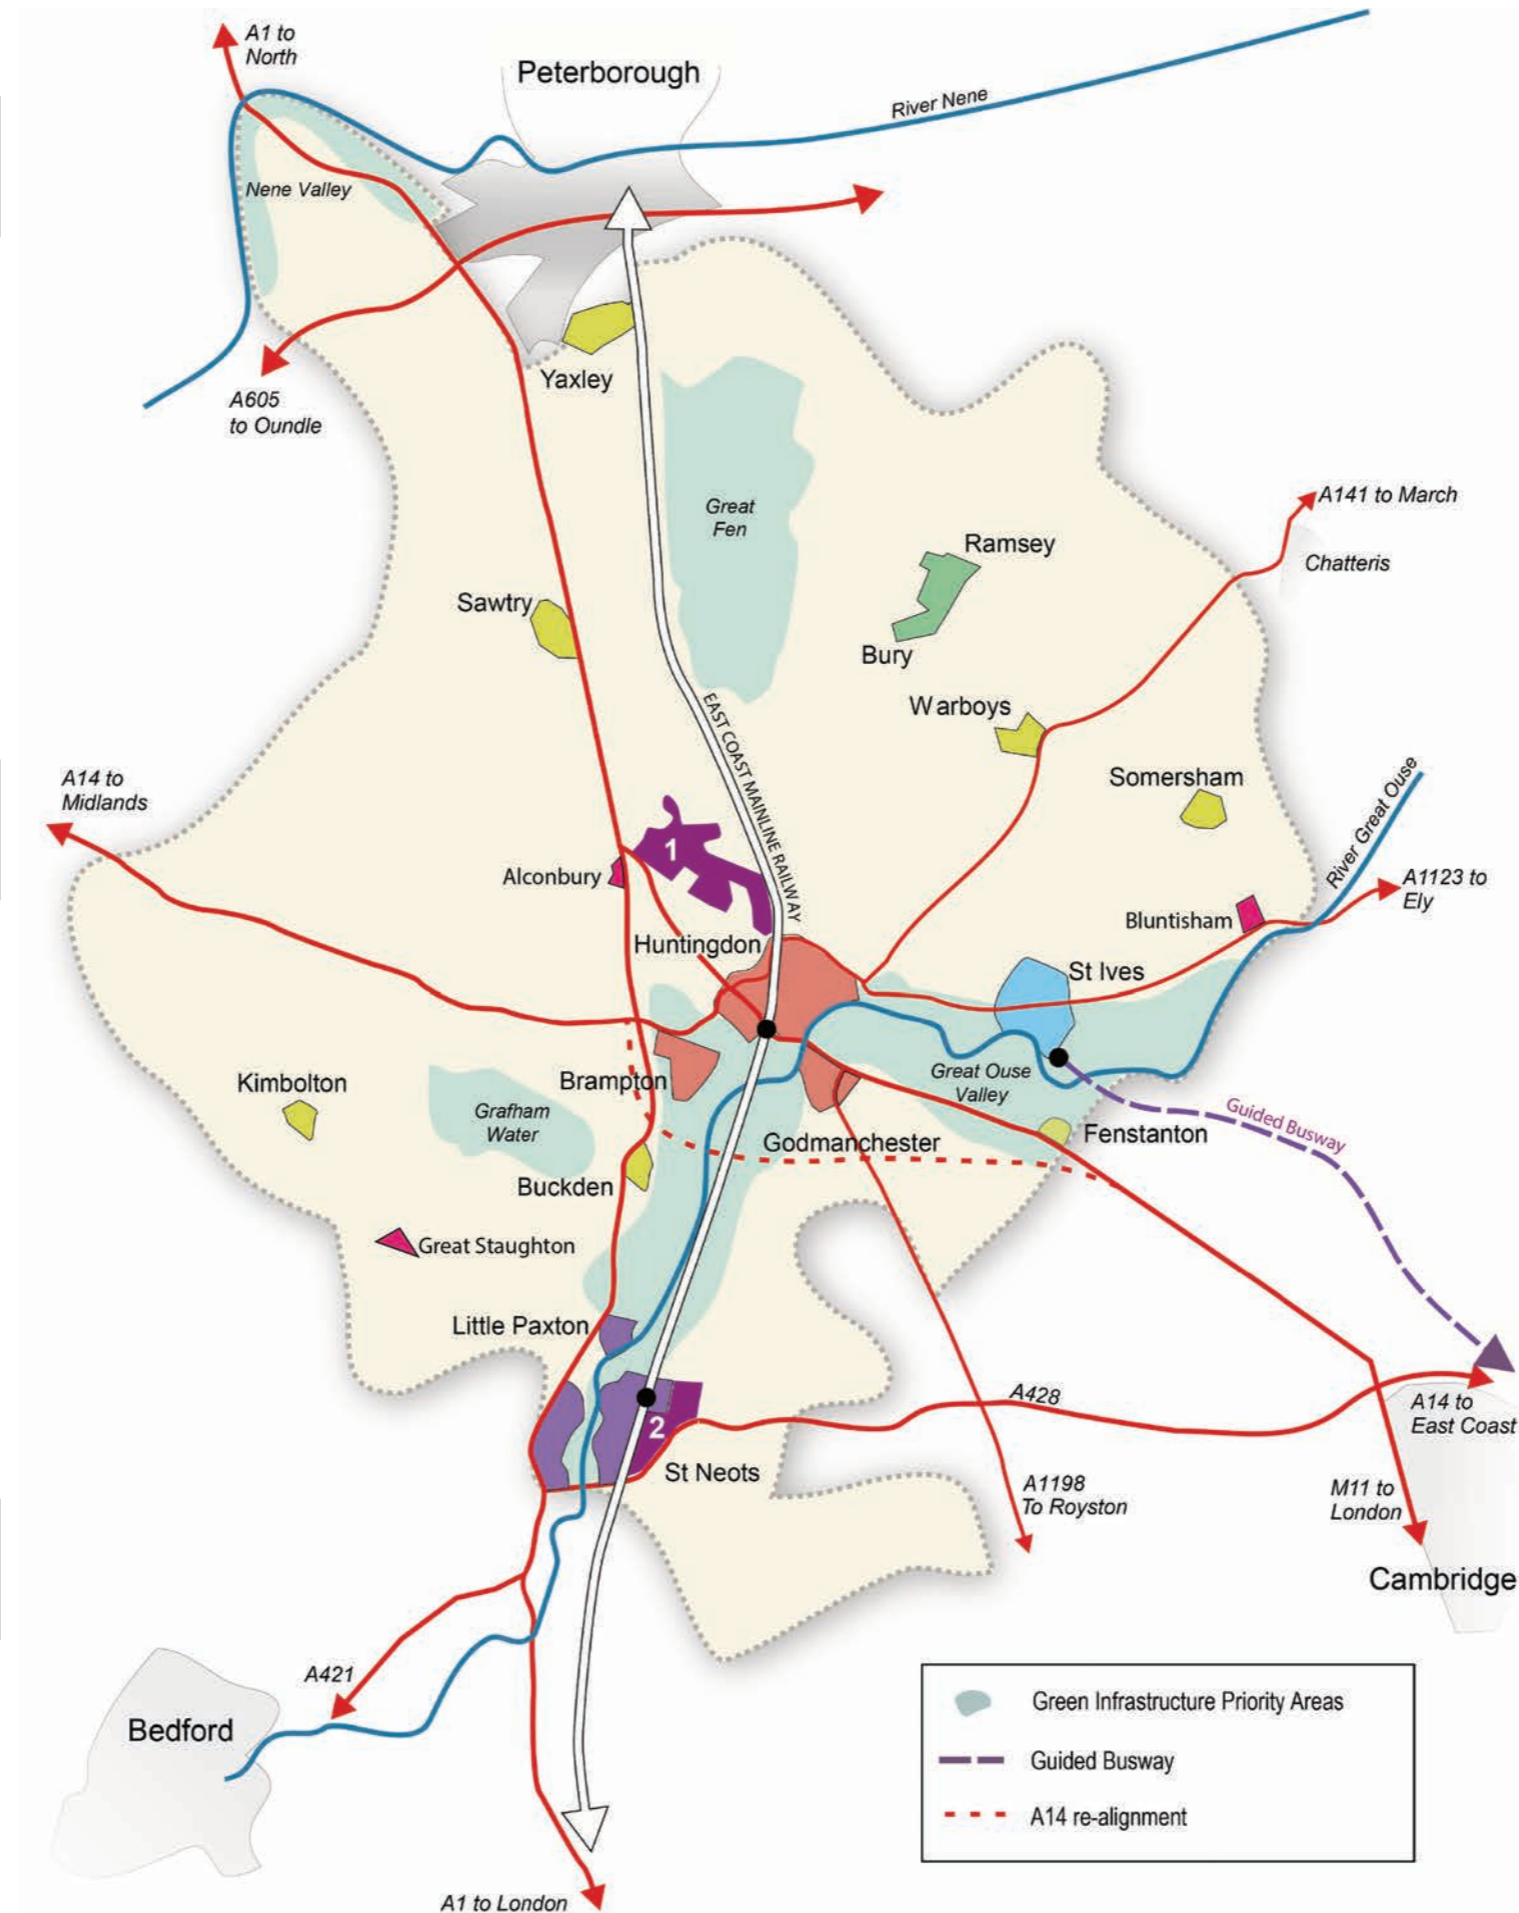 A1 to
North
Peterborough
River Nene
Nene Valley
A605
to Oundle
Yaxley
Great
Fen
A141 to March
Chatteris
Ramsey
Bury
Sawtry
Warboys
EAST COAST MAINLINE RAILWAY
Somersham
A14 to
Midlands
River Great Ouse
1
Alconbury
A1123 to
Ely
Bluntisham
Huntingdon
St Ives
Kimbolton
Brampton
Great Ouse
Valley
Grafham
Water
Guided Busway
Godmanchester
Fenstanton
Buckden
Great Staughton
Little Paxton
A428
A14 to
East Coast
2
St Neots
A1198
To Royston
M11 to
London
Cambridge
A421
Bedford
Green Infrastructure Priority Areas
Guided Busway
A14 re-alignment
A1 to London